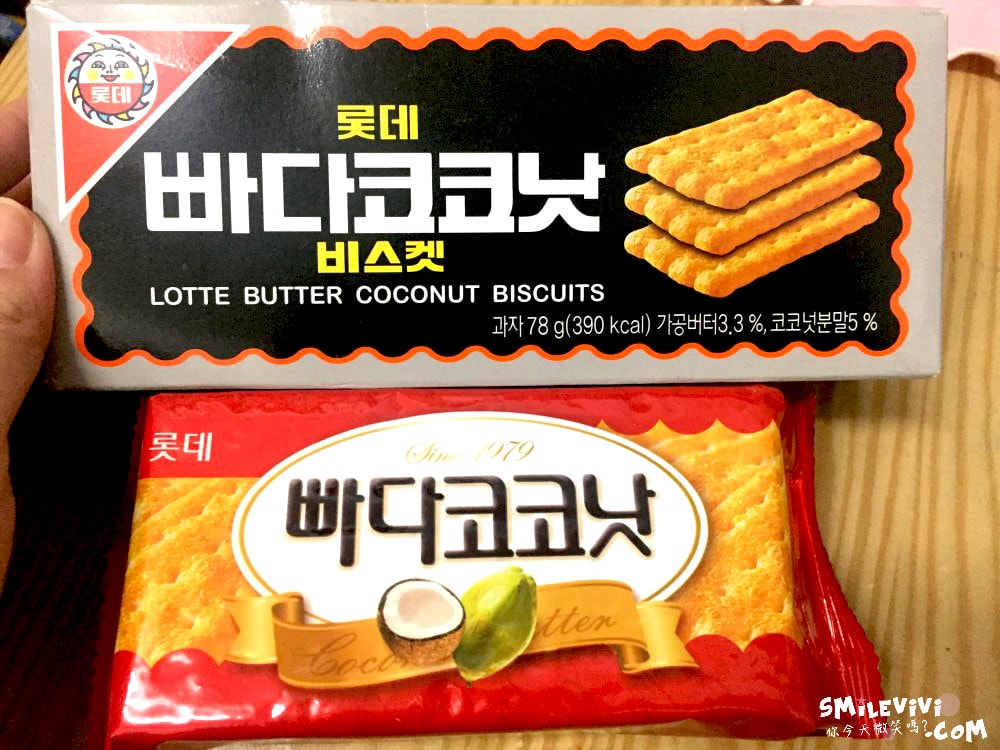 롯데
롯데
빠다코코낫
비스켓
LOTTE BUTTER COCONUT BISCUITS
과자 78 g(390 kcal) 가공버터3.3 %, 코코넛분말5 %
롯데
Since 1979
빠다코코낫
SMiLEViVi
你今天微笑嗎?
.COM